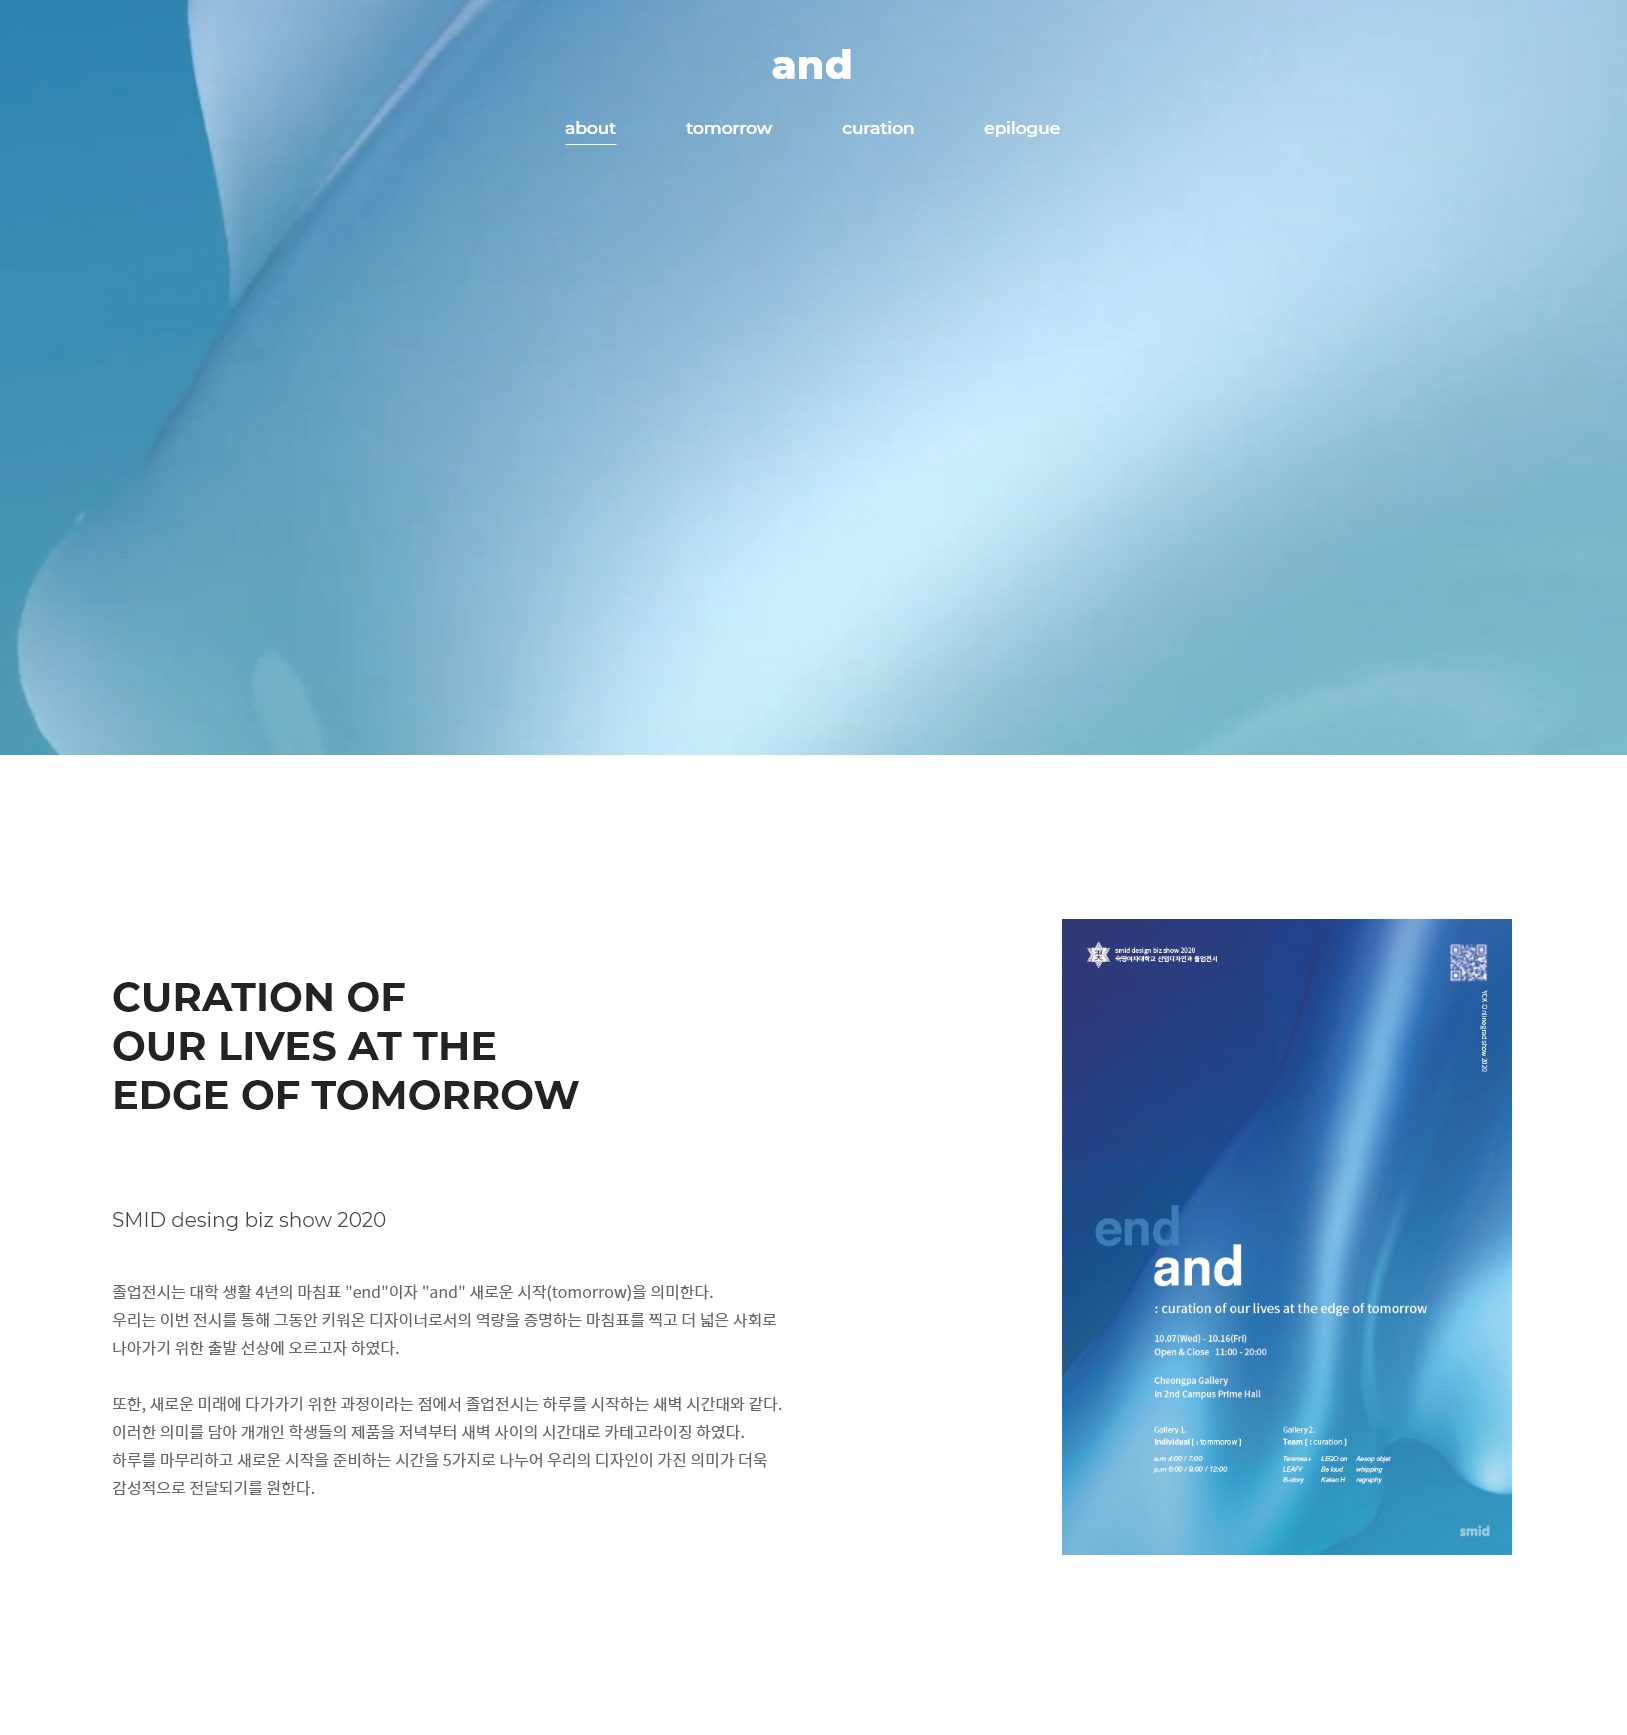 and
about
tomorrow
curation
epilogue
CURATION OF
OUR LIVES AT THE
EDGE OF TOMORROW
SMID desing biz show 2020
졸업전시는 대학 생활 4년의 마침표 "end"이자 "and" 새로운 시작(tomorrow)을 의미한다.
우리는 이번 전시를 통해 그동안 키워온 디자이너로서의 역량을 증명하는 마침표를 찍고 더 넓은 사회로
나아가기 위한 출발 선상에 오르고자 하였다.
또한, 새로운 미래에 다가가기 위한 과정이라는 점에서 졸업전시는 하루를 시작하는 새벽 시간대와 같다.
이러한 의미를 담아 개개인 학생들의 제품을 저녁부터 새벽 사이의 시간대로 카테고라이징 하였다.
하루를 마무리하고 새로운 시작을 준비하는 시간을 5가지로 나누어 우리의 디자인이 가진 의미가 더욱
감성적으로 전달되기를 원한다.
smid design biz show 2020
숙명여자대학교 산업디자인과 졸업전시
YCK Onlinegrad show 2020
end
and
: curation of our lives at the edge of tomorrow
10.07(Wed) - 10.16(Fri)
Open & Close 11:00 - 20:00
Cheongpa Gallery
in 2nd Campus Prime Hall
Gallery 1.
Individual [ : tommorow ]
a.m 4:00 / 7:00
p.m 6:00 / 9:00 / 12:00
Gallery 2.
Team [ : curation ]
Terarosa+ LEGO on Aesop objet
LEAFY Be loud whipping
B-story Kakao H regraphy
smid